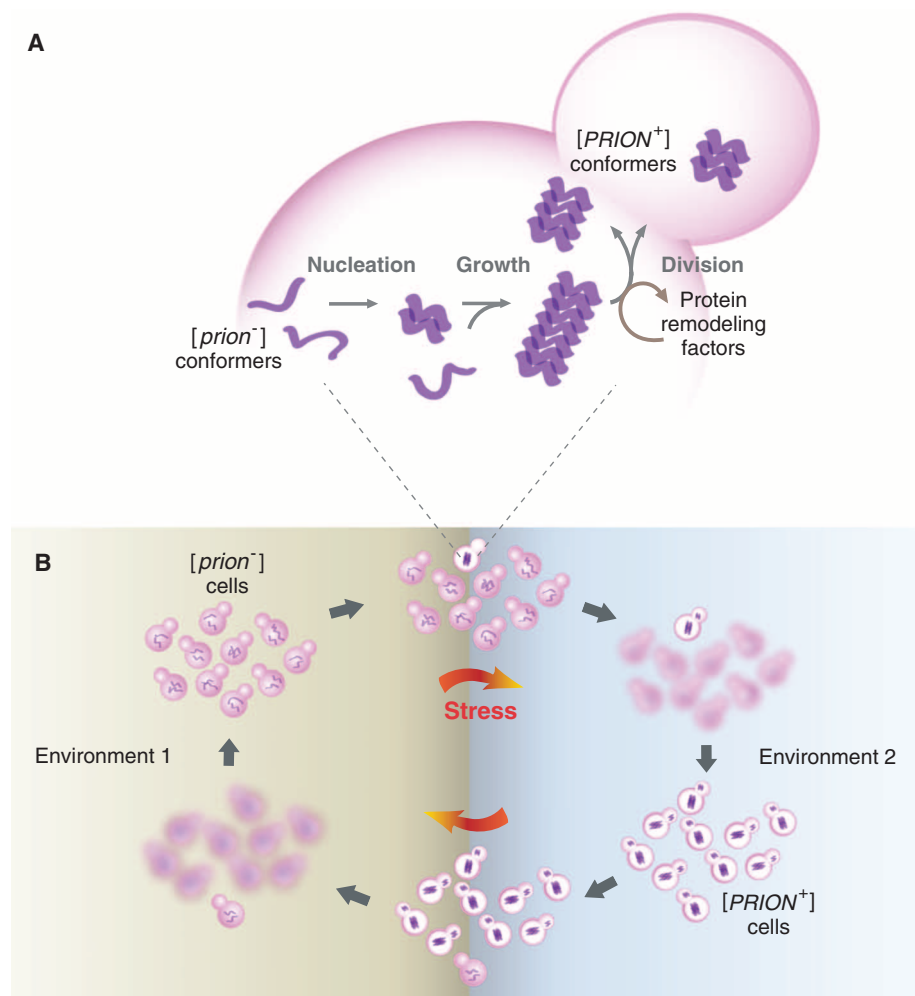 A
[PRION⁺]
conformers
Nucleation
Growth
Division
[prion⁻]
conformers
Protein
remodeling
factors
B
[prion⁻]
cells
Stress
Environment 1
Environment 2
[PRION⁺]
cells